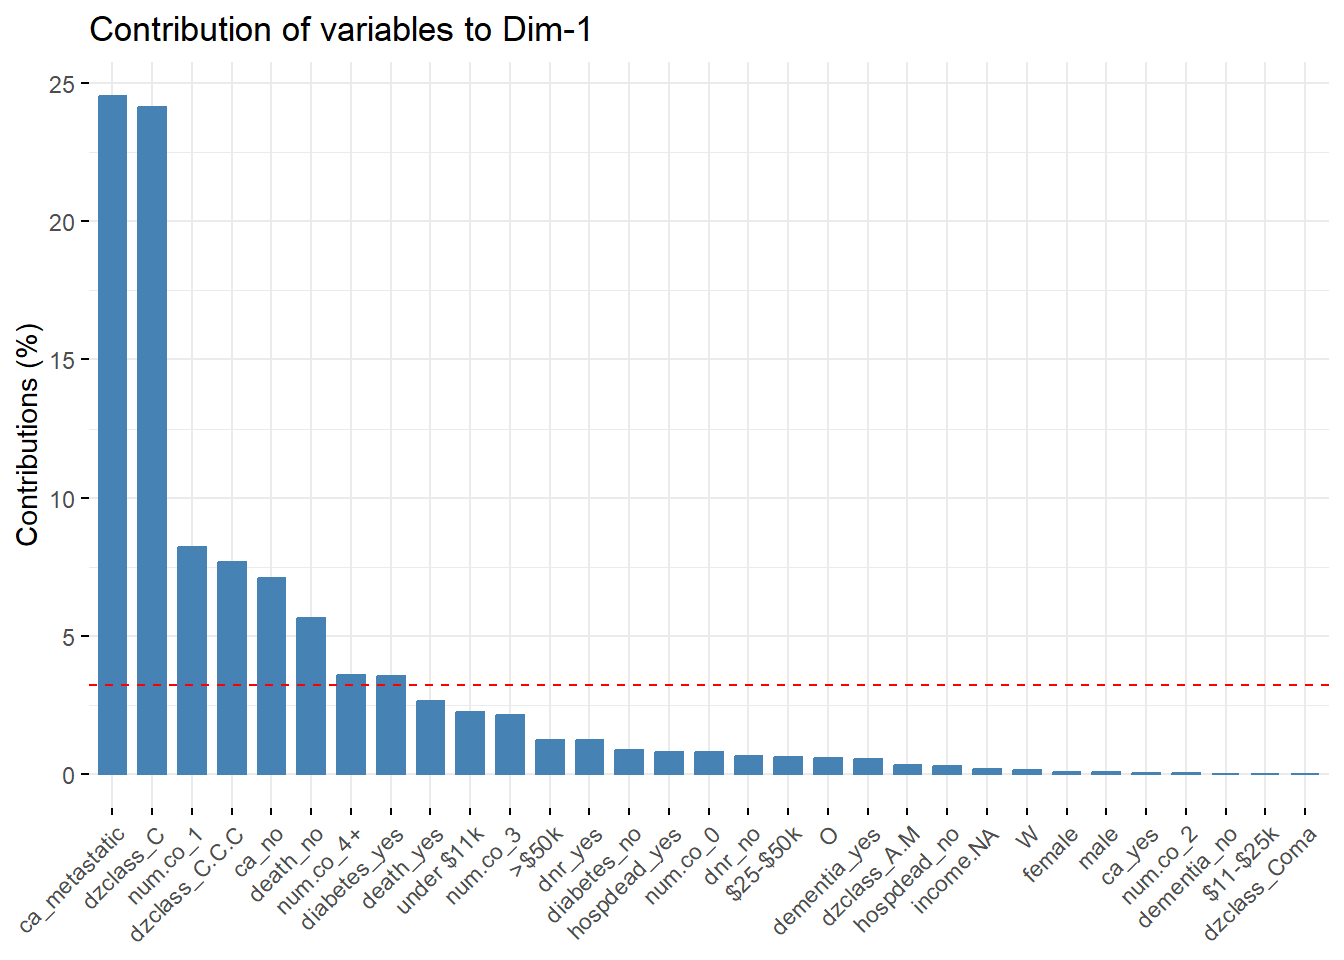 Contribution of variables to Dim-1
Contributions (%)
25
20
15
10
5
0
ca_metastatic
dzclass_C
num.co_1
dzclass_C.C.C
ca_no
death_no
num.co_4+
diabetes_yes
death_yes
under $11k
num.co_3
>$50k
dnr_yes
diabetes_no
hospdead_yes
num.co_0
dnr_no
$25-$50k
O
dementia_yes
dzclass_A.M
hospdead_no
income.NA
W
female
male
ca_yes
num.co_2
dementia_no
$11-$25k
dzclass_Coma